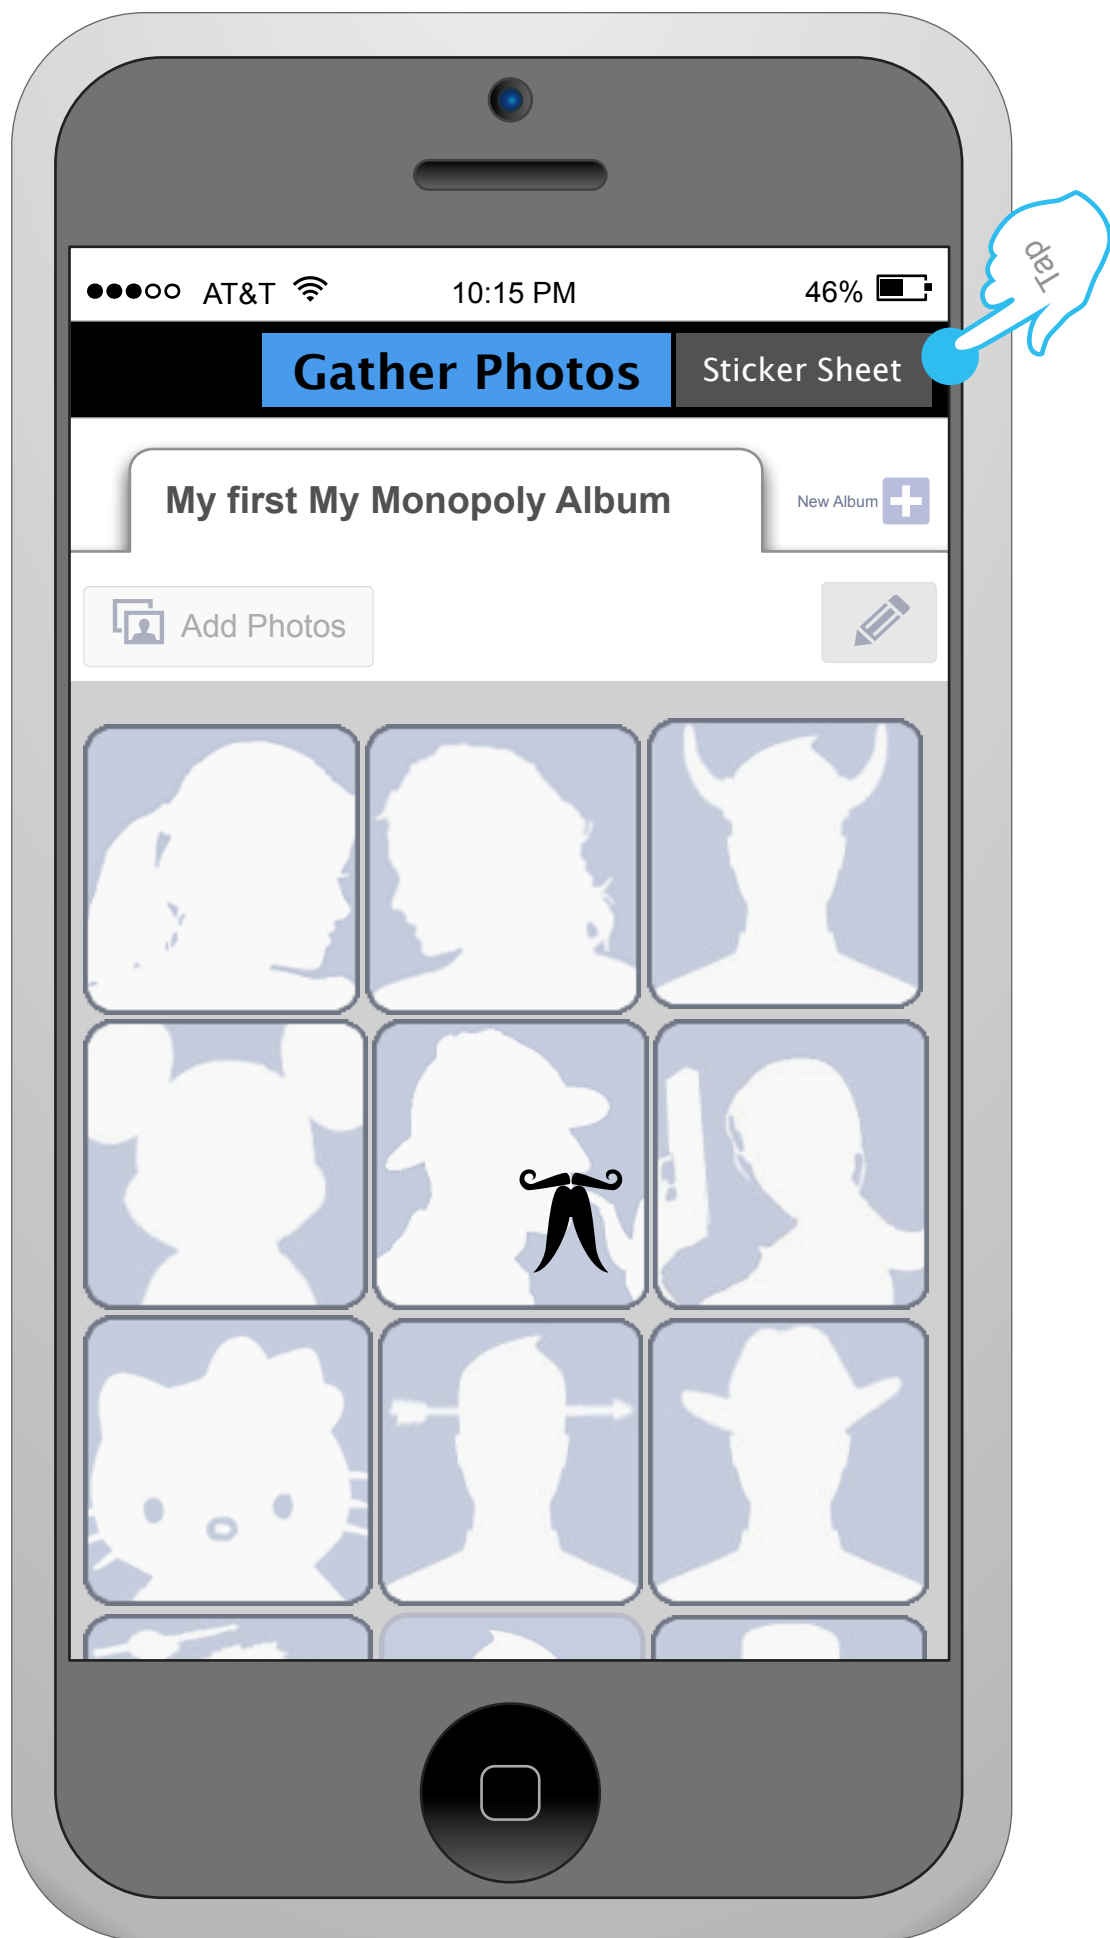 AT&T 10:15 PM 46%
Gather Photos Sticker Sheet
Tap
My first My Monopoly Album
New Album
Add Photos